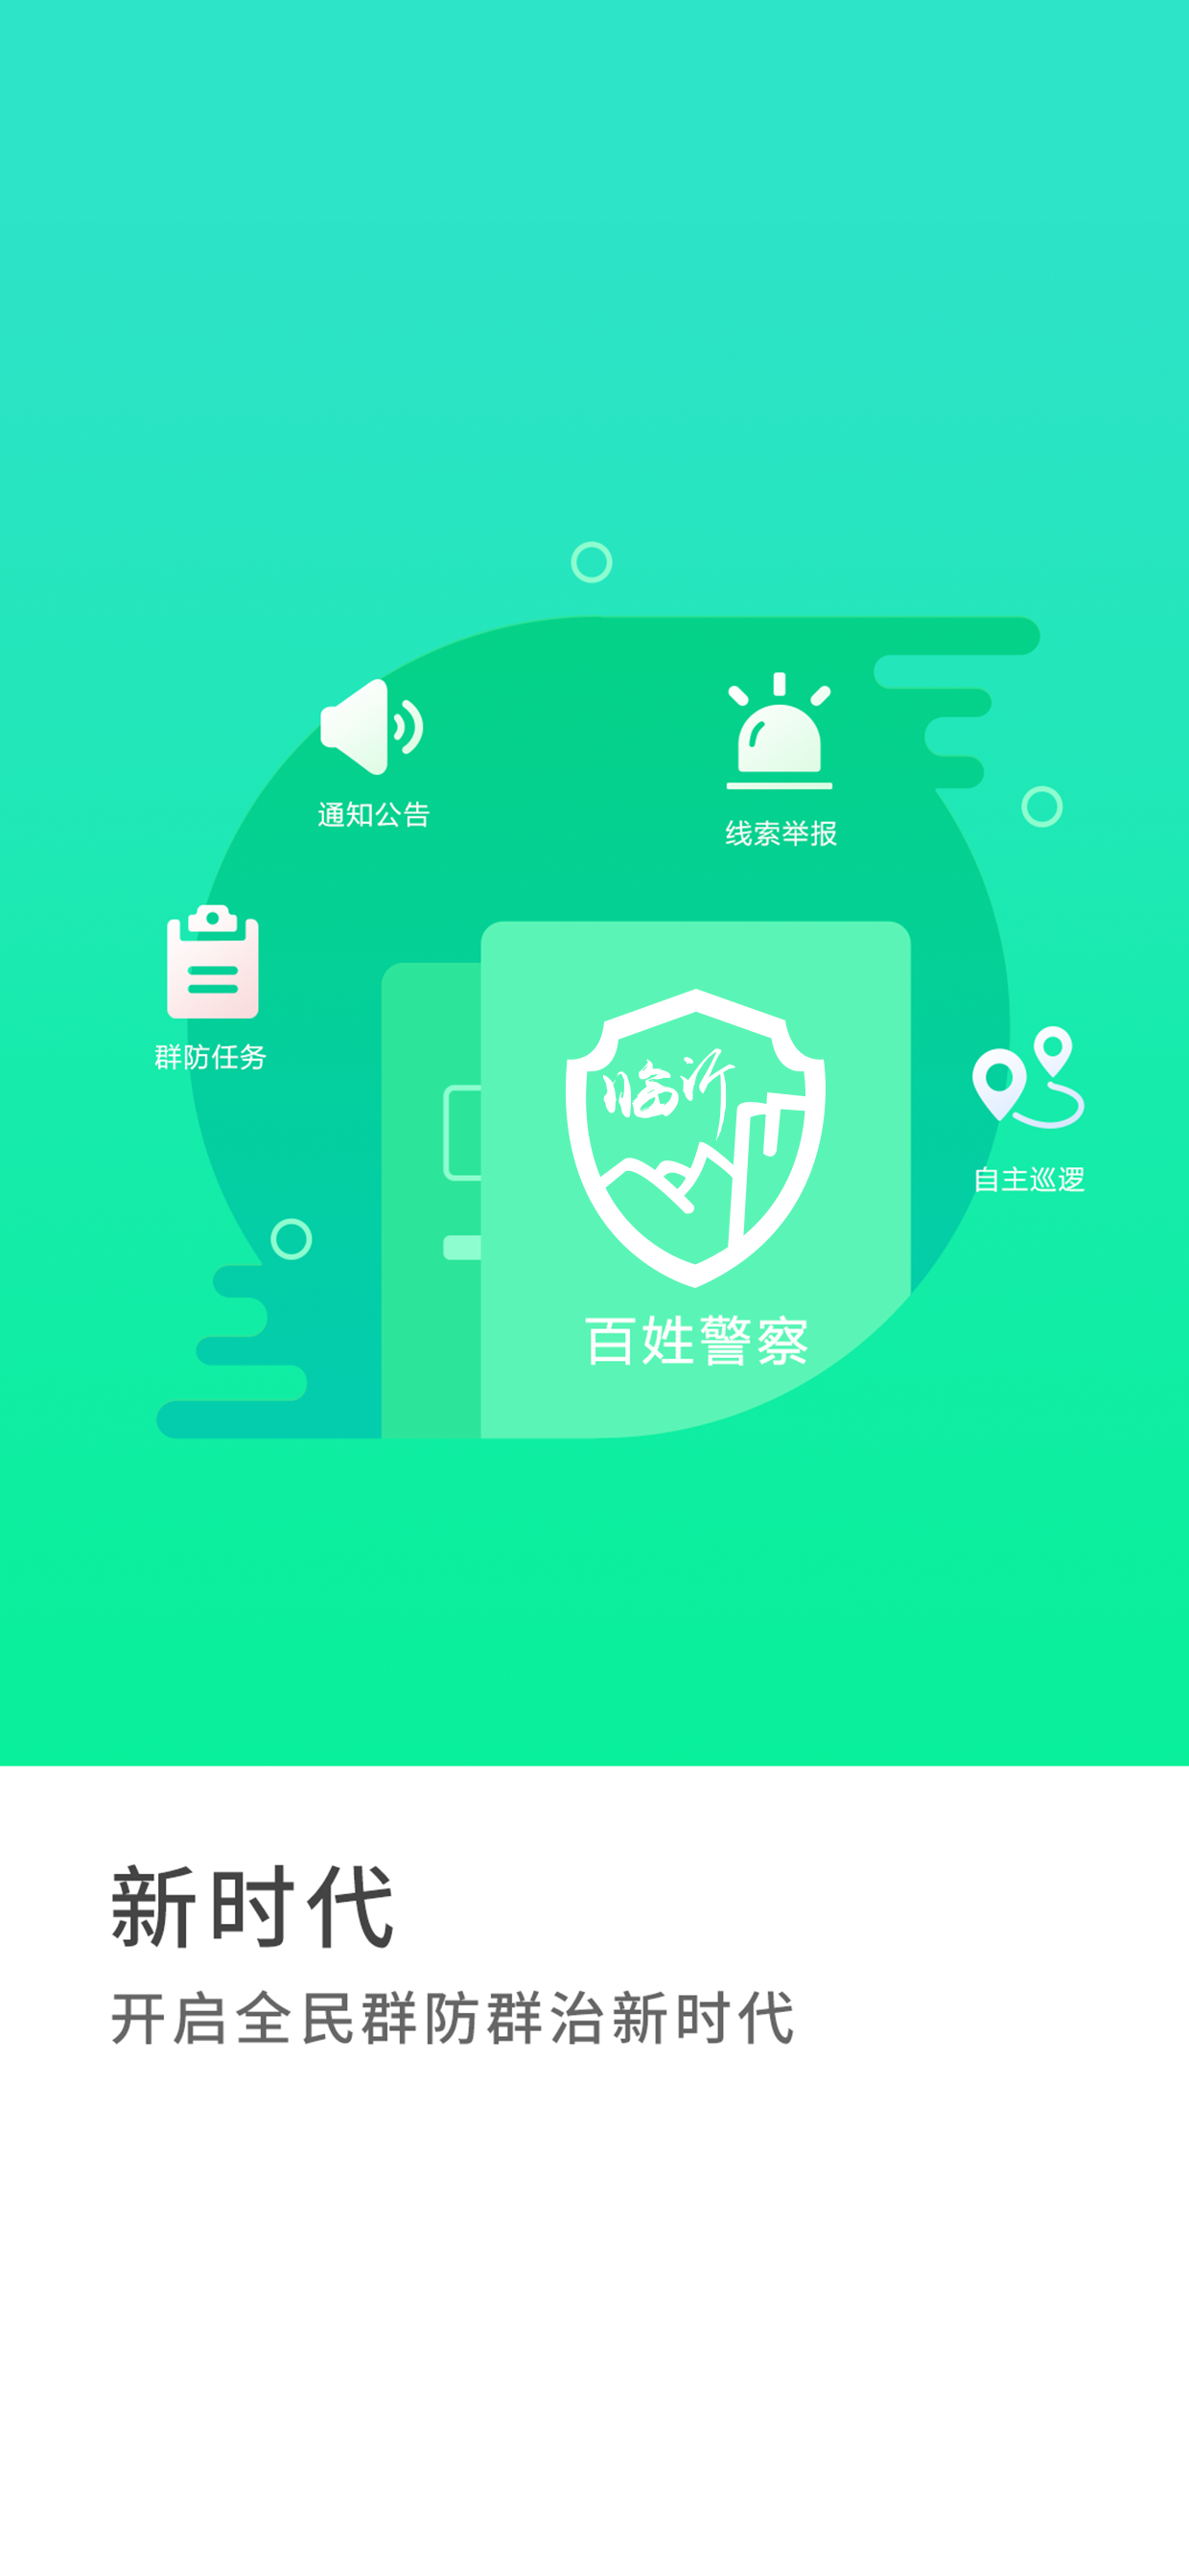 通知公告
线索举报
群防任务
临沂
自主巡逻
百姓警察
新时代
开启全民群防群治新时代